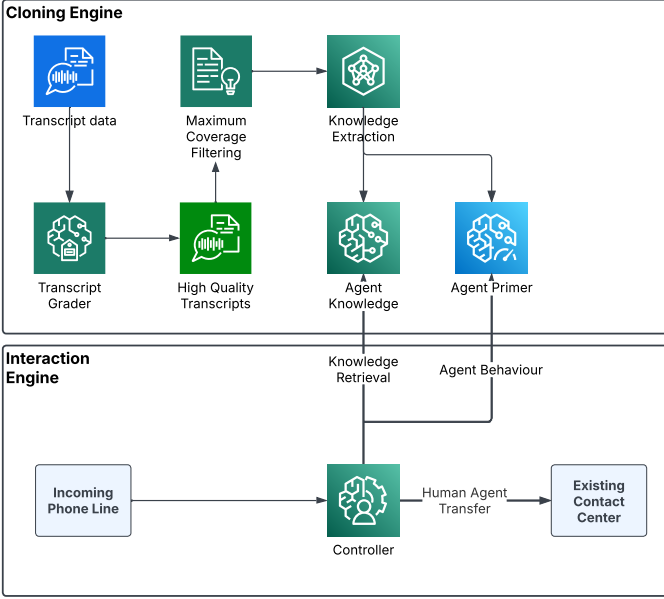 Cloning Engine
Transcript data
Maximum
Coverage
Filtering
Knowledge
Extraction
Transcript
Grader
High Quality
Transcripts
Agent
Knowledge
Agent Primer
Interaction
Engine
Knowledge
Retrieval
Agent Behaviour
Incoming
Phone Line
Controller
Human Agent
Transfer
Existing
Contact
Center